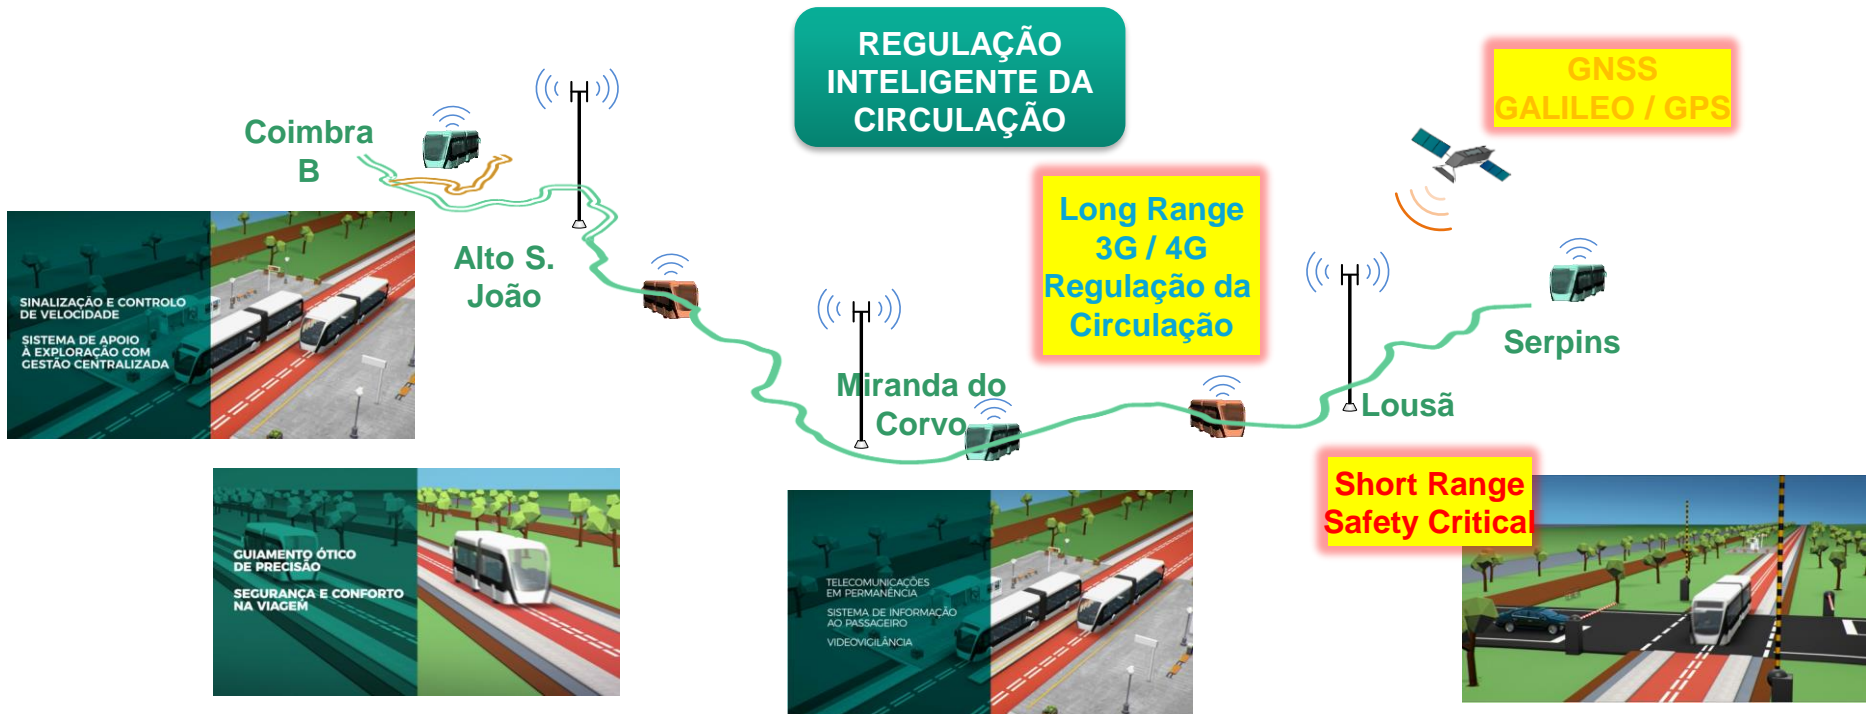 REGULAÇÃO
INTELIGENTE DA
CIRCULAÇÃO
GNSS
GALILEO / GPS
Coimbra
B
Long Range
3G / 4G
Regulação da
Circulação
Alto S.
João
SINALIZAÇÃO E CONTROLO
DE VELOCIDADE
SISTEMA DE APOIO
À EXPLORAÇÃO COM
GESTÃO CENTRALIZADA
Serpins
Miranda do
Corvo
Lousã
Short Range
Safety Critical
GUIAMENTO ÓTICO
DE PRECISÃO
SEGURANÇA E CONFORTO
NA VIAGEM
TELECOMUNICAÇÕES
EM PERMANÊNCIA
SISTEMA DE INFORMAÇÃO
AO PASSAGEIRO
VIDEOVIGILÂNCIA